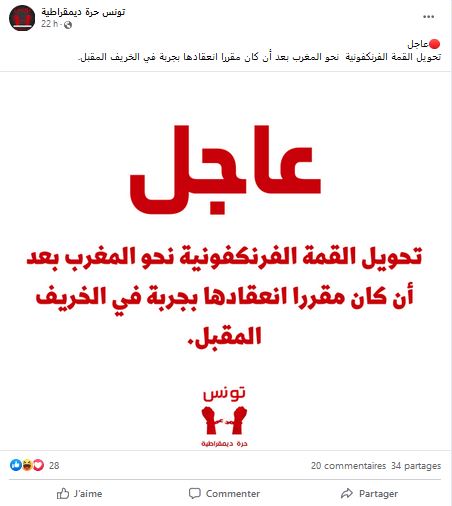 تونس حرة ديمقراطية
22 h
عاجل
تحويل القمة الفرنكفونية نحو المغرب بعد أن كان مقررا انعقادها بجربة في الخريف المقبل.
عاجل
تحويل القمة الفرنكفونية نحو المغرب بعد
أن كان مقررا انعقادها بجربة في الخريف
المقبل.
تونس
حرة ديمقراطية
28
20 commentaires 34 partages
J'aime
Commenter
Partager